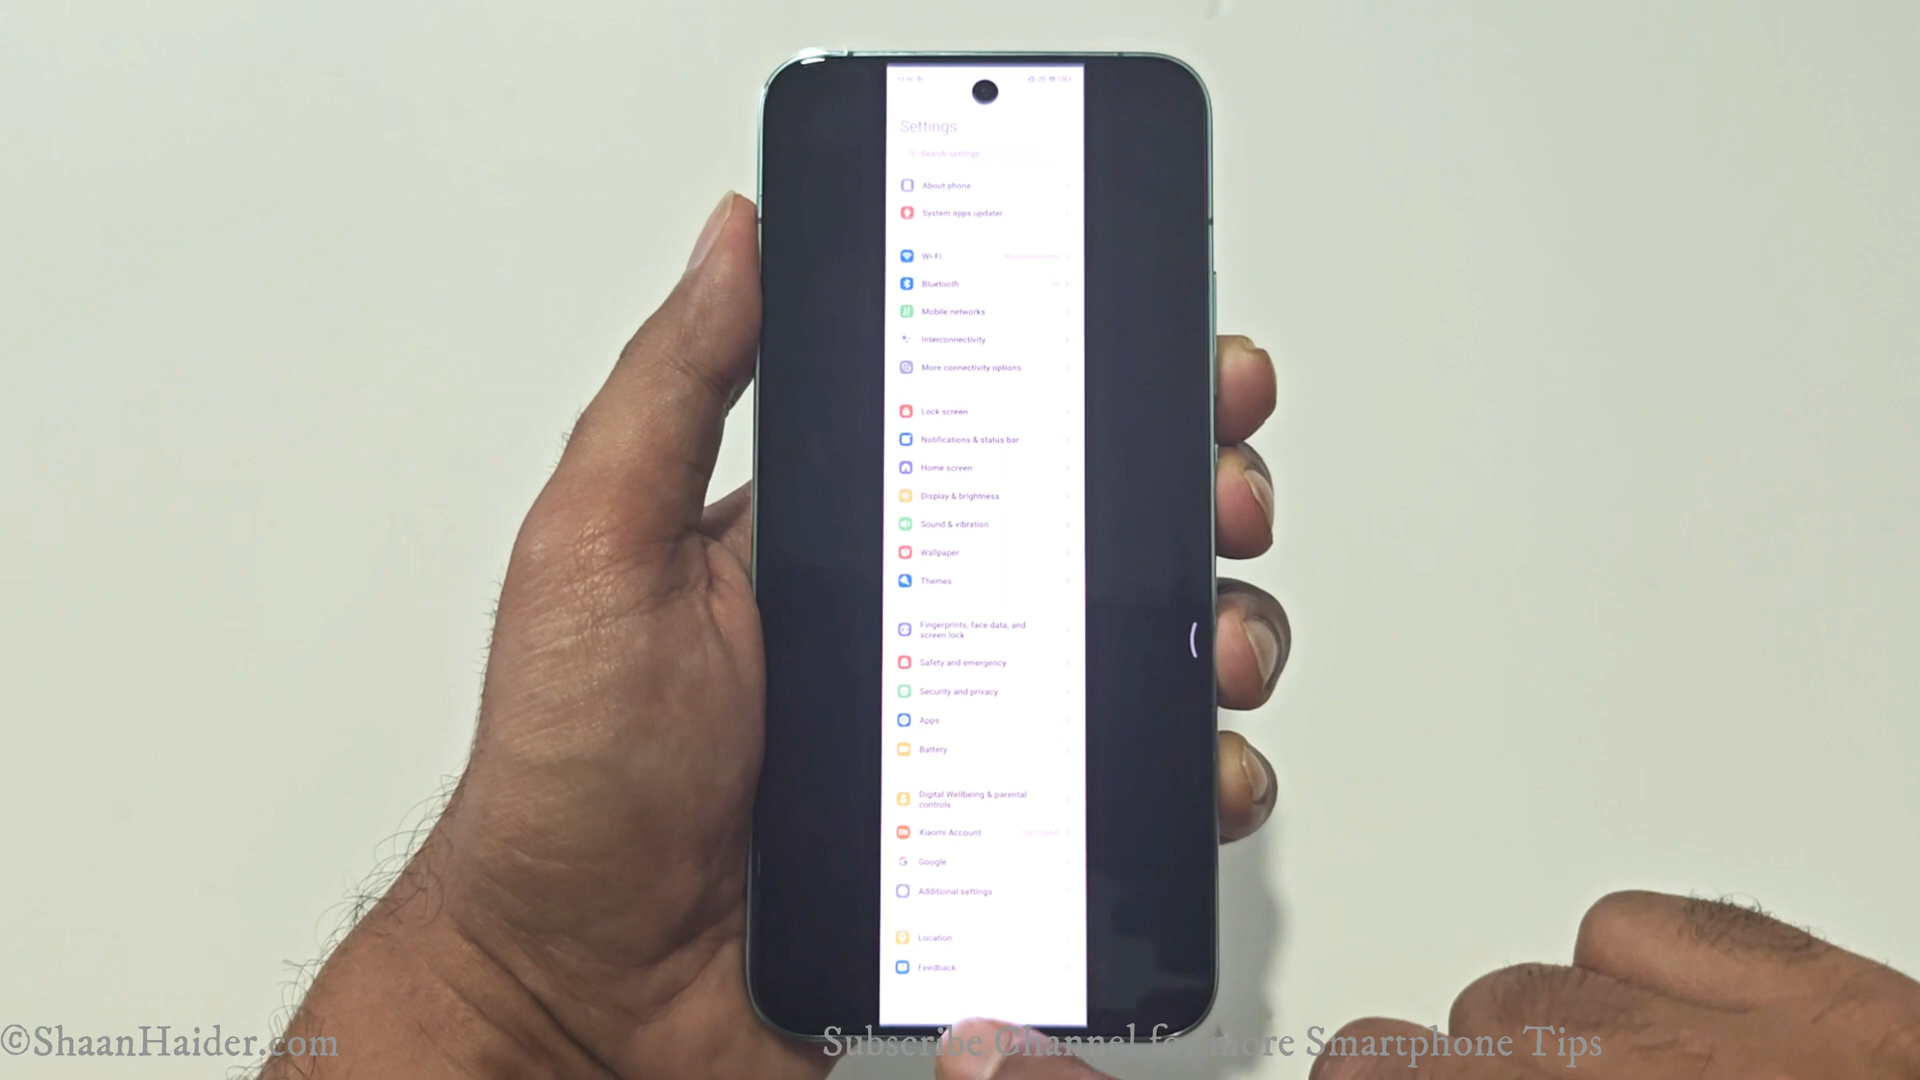 Settings
Search settings
About phone
System apps updater
Wi-Fi
Bluetooth
Mobile networks
Interconnectivity
More connectivity options
Lock screen
Notifications & status bar
Home screen
Display & brightness
Sound & vibration
Wallpaper
Themes
Fingerprints, face data, and
screen lock
Safety and emergency
Security and privacy
Apps
Battery
Digital Wellbeing & parental
controls
Xiaomi Account
Google
Additional settings
Location
Feedback
©ShaanHaider.com
Subscribe Channel for more Smartphone Tips